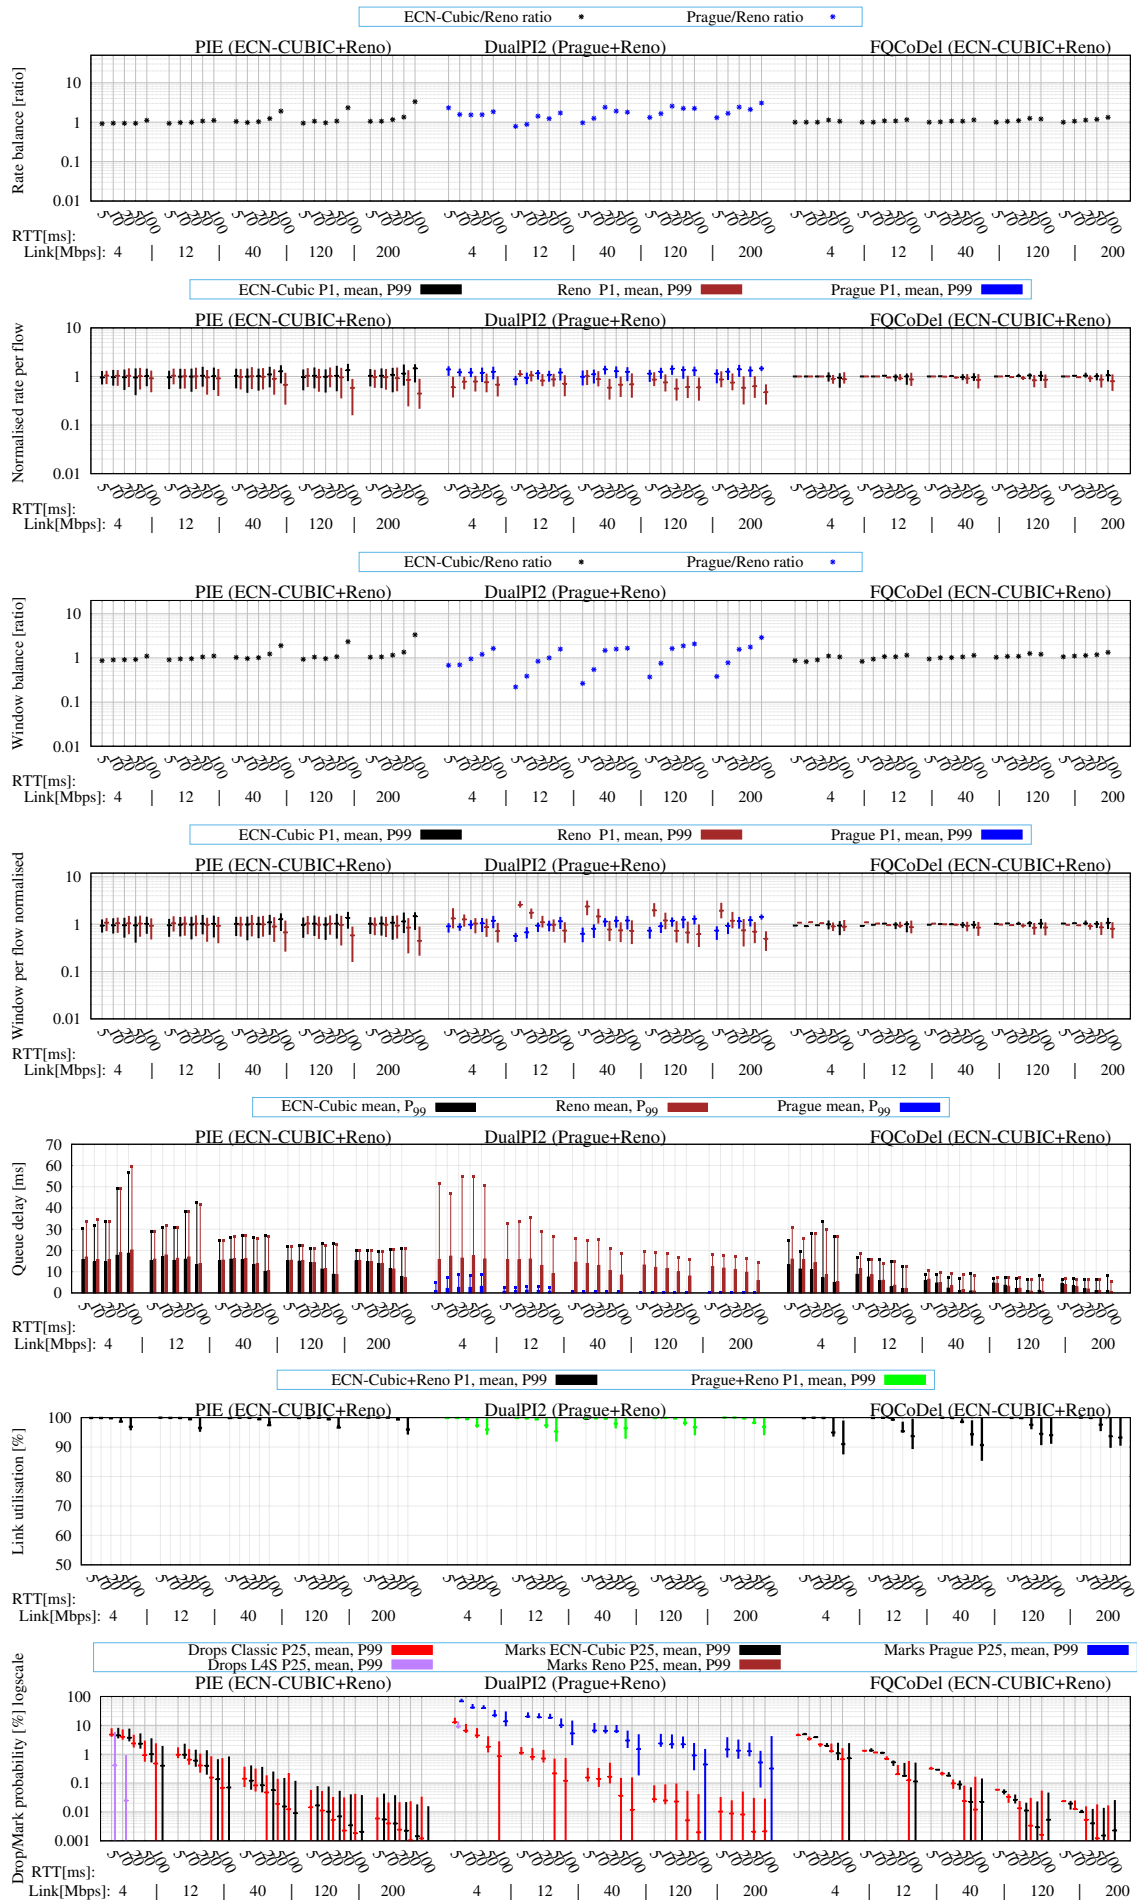 ECN-Cubic/Reno ratio Prague/Reno ratio
PIE (ECN-CUBIC+Reno) DualPI2 (Prague+Reno) FQCoDel (ECN-CUBIC+Reno)
Rate balance [ratio]
10
1
0.1
0.01
RTT[ms]:
Link[Mbps]: 4 | 12 | 40 | 120 | 200 4 | 12 | 40 | 120 | 200 4 | 12 | 40 | 120 | 200
ECN-Cubic P1, mean, P99 Reno P1, mean, P99 Prague P1, mean, P99
PIE (ECN-CUBIC+Reno) DualPI2 (Prague+Reno) FQCoDel (ECN-CUBIC+Reno)
Normalised rate per flow
10
1
0.1
0.01
RTT[ms]:
Link[Mbps]: 4 | 12 | 40 | 120 | 200 4 | 12 | 40 | 120 | 200 4 | 12 | 40 | 120 | 200
ECN-Cubic/Reno ratio Prague/Reno ratio
PIE (ECN-CUBIC+Reno) DualPI2 (Prague+Reno) FQCoDel (ECN-CUBIC+Reno)
Window balance [ratio]
10
1
0.1
0.01
RTT[ms]:
Link[Mbps]: 4 | 12 | 40 | 120 | 200 4 | 12 | 40 | 120 | 200 4 | 12 | 40 | 120 | 200
ECN-Cubic P1, mean, P99 Reno P1, mean, P99 Prague P1, mean, P99
PIE (ECN-CUBIC+Reno) DualPI2 (Prague+Reno) FQCoDel (ECN-CUBIC+Reno)
Window per flow normalised
10
1
0.1
0.01
RTT[ms]:
Link[Mbps]: 4 | 12 | 40 | 120 | 200 4 | 12 | 40 | 120 | 200 4 | 12 | 40 | 120 | 200
ECN-Cubic mean, P99 Reno mean, P99 Prague mean, P99
PIE (ECN-CUBIC+Reno) DualPI2 (Prague+Reno) FQCoDel (ECN-CUBIC+Reno)
Queue delay [ms]
70
60
50
40
30
20
10
0
RTT[ms]:
Link[Mbps]: 4 | 12 | 40 | 120 | 200 4 | 12 | 40 | 120 | 200 4 | 12 | 40 | 120 | 200
ECN-Cubic+Reno P1, mean, P99 Prague+Reno P1, mean, P99
PIE (ECN-CUBIC+Reno) DualPI2 (Prague+Reno) FQCoDel (ECN-CUBIC+Reno)
Link utilisation [%]
100
90
80
70
60
50
RTT[ms]:
Link[Mbps]: 4 | 12 | 40 | 120 | 200 4 | 12 | 40 | 120 | 200 4 | 12 | 40 | 120 | 200
Drops Classic P25, mean, P99 Marks ECN-Cubic P25, mean, P99 Marks Prague P25, mean, P99
Drops L4S P25, mean, P99 Marks Reno P25, mean, P99
PIE (ECN-CUBIC+Reno) DualPI2 (Prague+Reno) FQCoDel (ECN-CUBIC+Reno)
Drop/Mark probability [%] logscale
100
10
1
0.1
0.01
0.001
RTT[ms]:
Link[Mbps]: 4 | 12 | 40 | 120 | 200 4 | 12 | 40 | 120 | 200 4 | 12 | 40 | 120 | 200